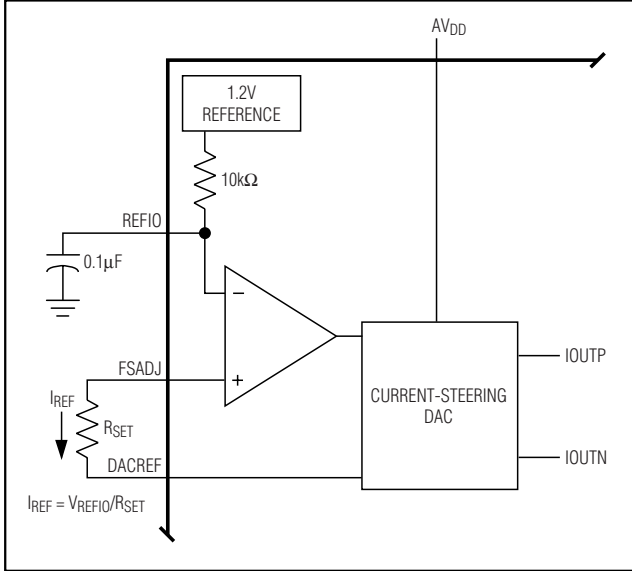 AVDD
1.2V
REFERENCE
10kΩ
REFIO
0.1µF
−
+
FSADJ
IREF
RSET
DACREF
CURRENT-STEERING
DAC
IOUTP
IOUTN
IREF = VREFIO/RSET